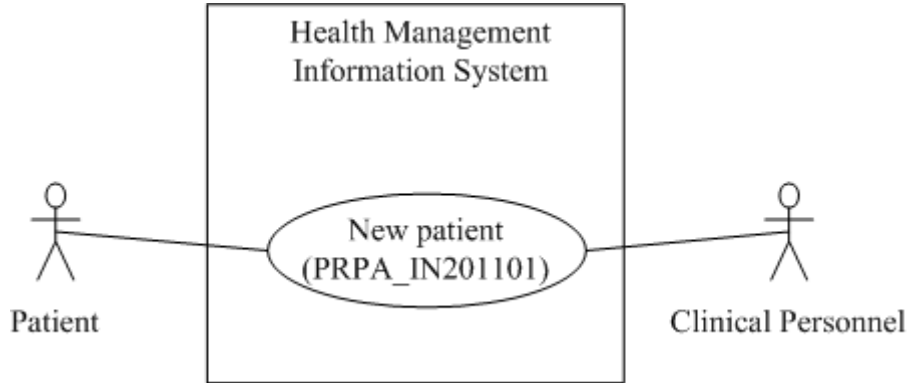 Health Management
Information System
New patient
(PRPA_IN201101)
Patient
Clinical Personnel